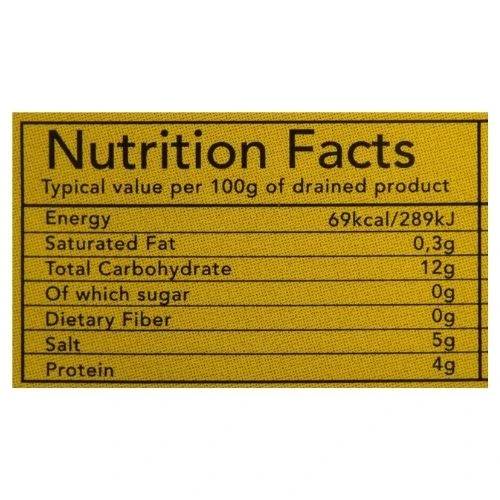 Nutrition Facts
Typical value per 100g of drained product
Energy 69kcal/289kJ
Saturated Fat 0,3g
Total Carbohydrate 12g
Of which sugar 0g
Dietary Fiber 0g
Salt 5g
Protein 4g